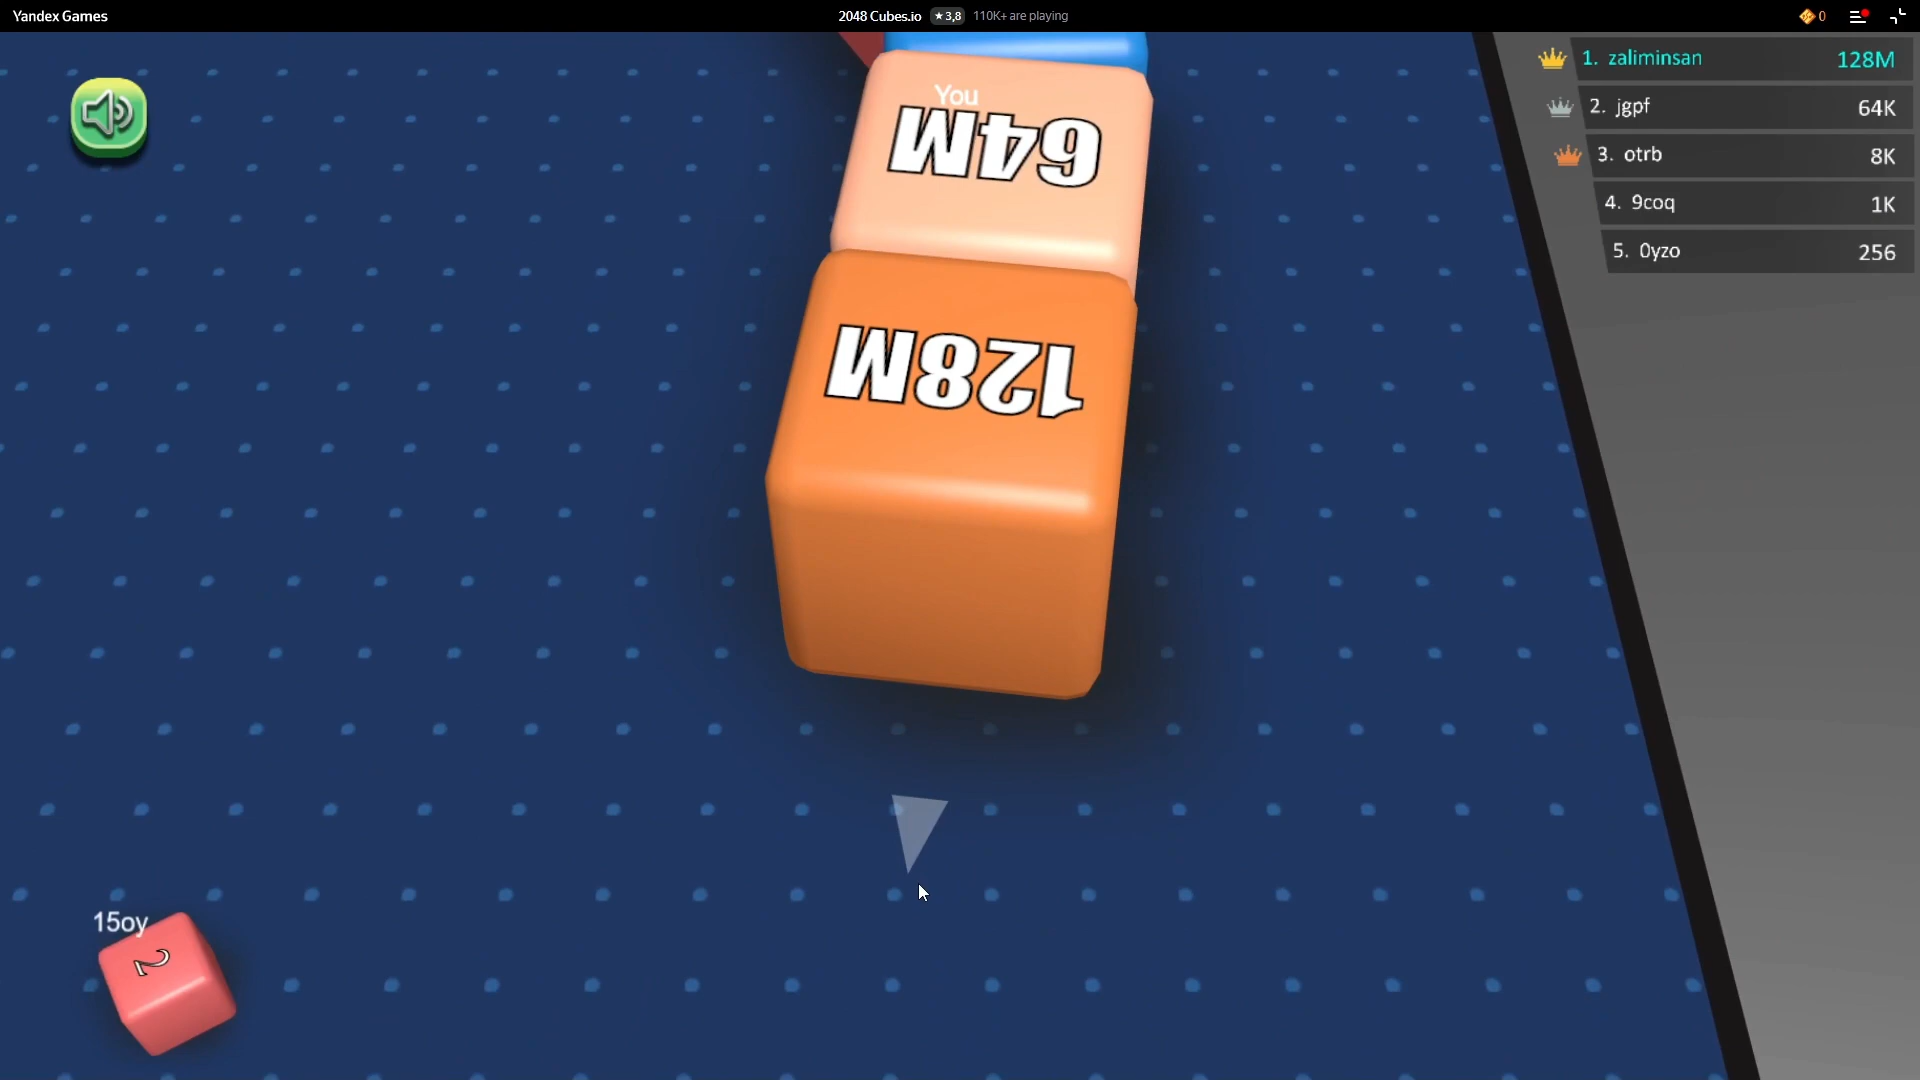 Yandex Games
2048 Cubes.io ★3,8 110K+ are playing
0
1. zaliminsan 128M
2. jgpf 64K
3. otrb 8K
4. 9coq 1K
5. 0yzo 256
You
64M
128M
15oy
2